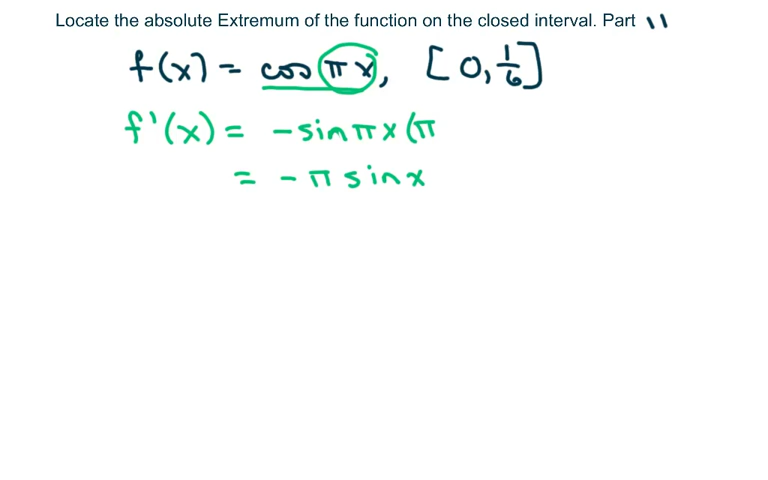 Locate the absolute Extremum of the function on the closed interval. Part 11
f(x) = cos πx, [0, 1/6]
f'(x) = -sin πx (π
= -π sin x